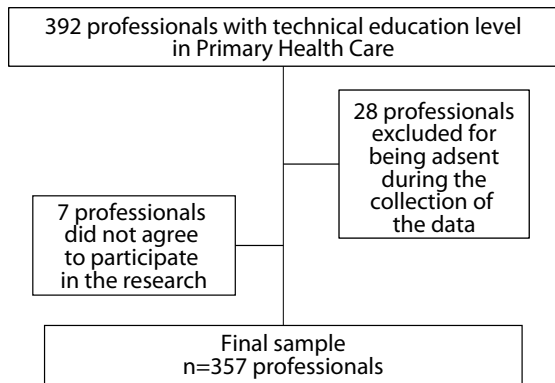 392 professionals with technical education level
in Primary Health Care
28 professionals
excluded for
being adsent
during the
collection of
the data
7 professionals
did not agree
to participate
in the research
Final sample
n=357 professionals